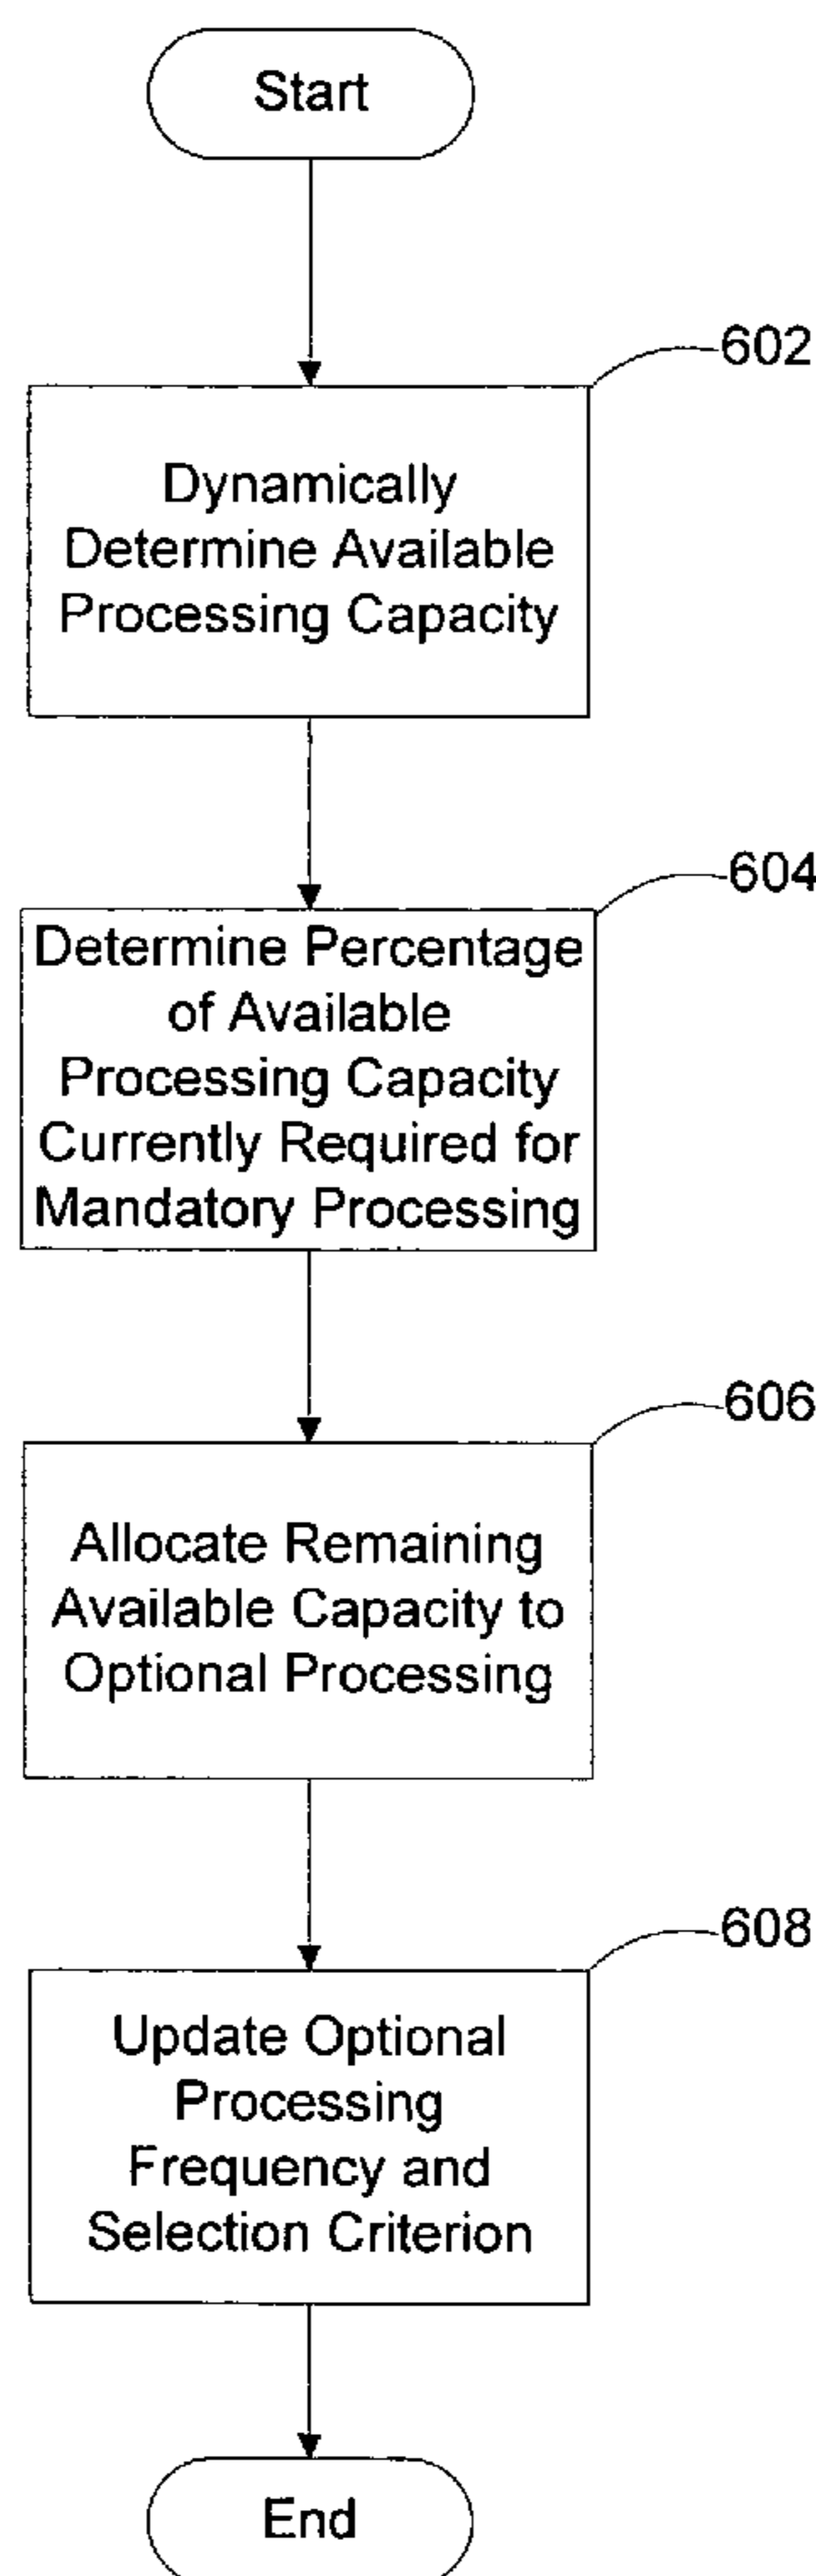 Start
602
Dynamically
Determine Available
Processing Capacity
604
Determine Percentage
of Available
Processing Capacity
Currently Required for
Mandatory Processing
606
Allocate Remaining
Available Capacity to
Optional Processing
608
Update Optional
Processing
Frequency and
Selection Criterion
End